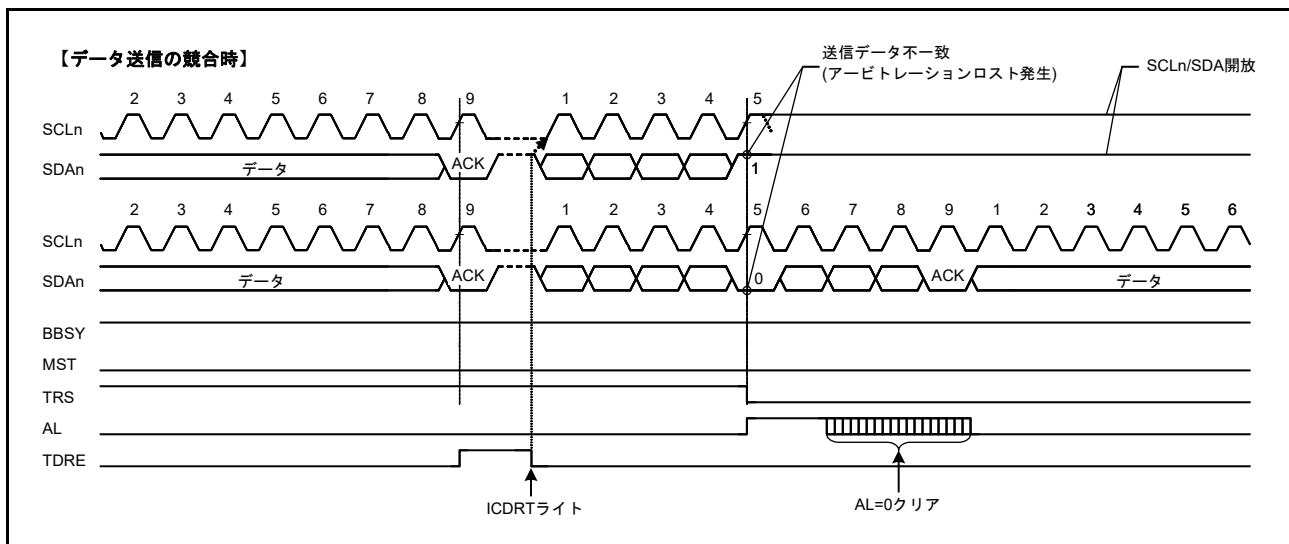 【データ送信の競合時】
送信データ不一致
(アービトレーションロスト発生)
SCLn/SDA開放
2 3 4 5 6 7 8 9 1 2 3 4 5
SCLn
SDAn データ ACK 1
2 3 4 5 6 7 8 9 1 2 3 4 5 6 7 8 9 1 2 3 4 5 6
SCLn
SDAn データ ACK 0 ACK データ
BBSY
MST
TRS
AL
TDRE
ICDRTライト
AL=0クリア